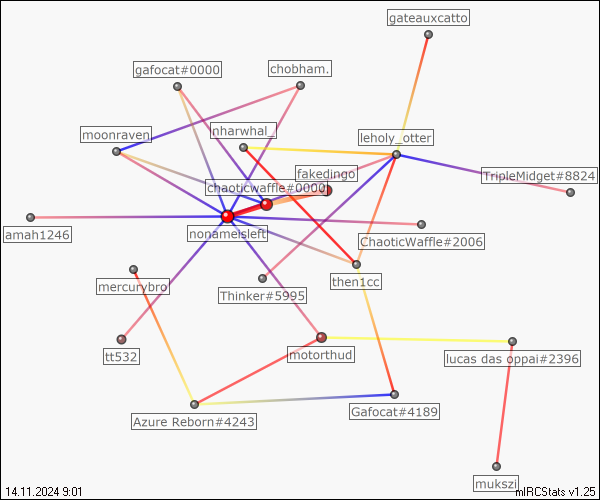 gateauxcatto
gafocat#0000
chobham.
moonraven
nharwhal_
leholy_otter
fakedingo
TripleMidget#8824
chaoticwaffle#0000
amah1246
nonameisleft
ChaoticWaffle#2006
mercurybro
Thinker#5995
then1cc
tt532
motorthud
lucas das oppai#2396
Azure Reborn#4243
Gafocat#4189
mukszi
14.11.2024 9:01
mIRCStats v1.25